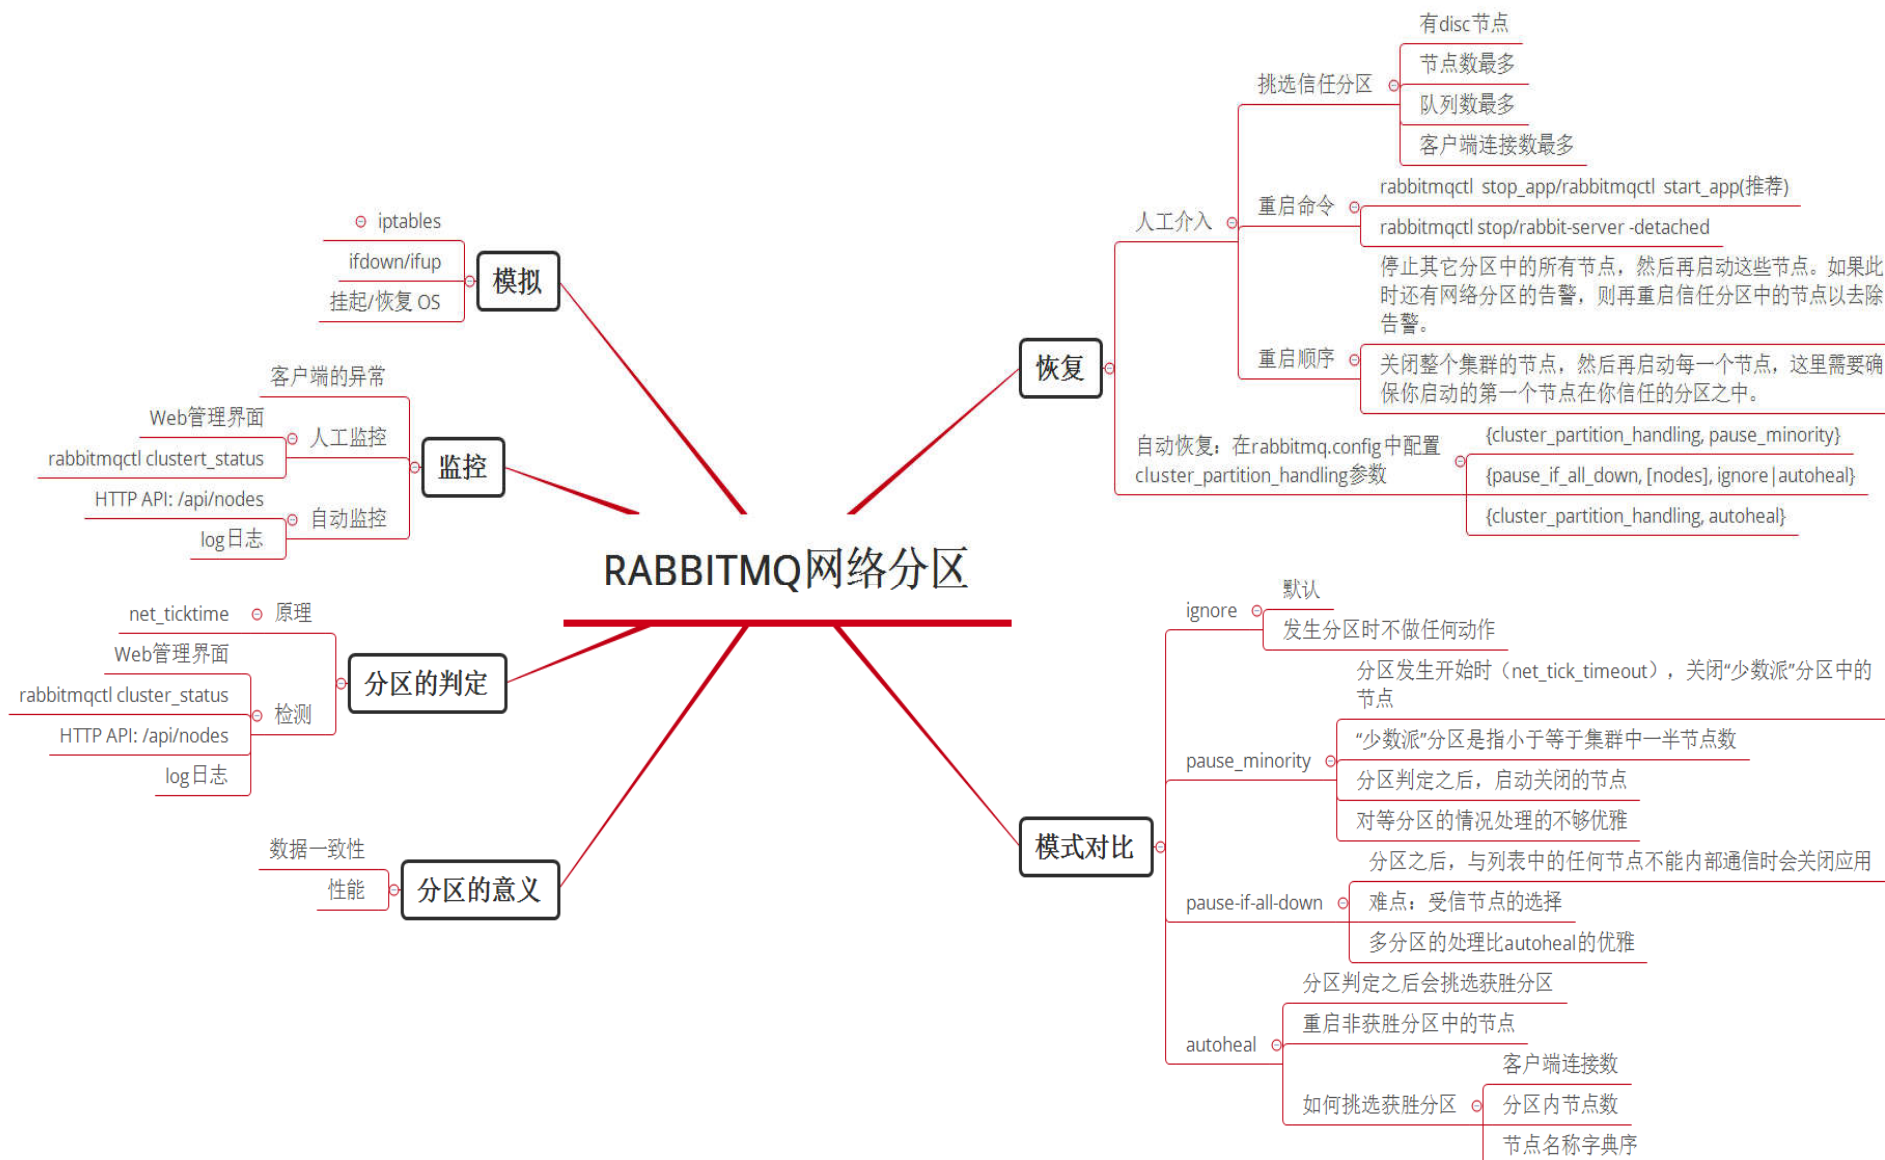 RABBITMQ网络分区
模拟
iptables
ifdown/ifup
挂起/恢复 OS
监控
客户端的异常
人工监控
Web管理界面
rabbitmqctl clustert_status
自动监控
HTTP API: /api/nodes
log日志
分区的判定
原理
net_ticktime
检测
Web管理界面
rabbitmqctl cluster_status
HTTP API: /api/nodes
log日志
分区的意义
数据一致性
性能
恢复
人工介入
挑选信任分区
有disc节点
节点数最多
队列数最多
客户端连接数最多
重启命令
rabbitmqctl stop_app/rabbitmqctl start_app(推荐)
rabbitmqctl stop/rabbit-server -detached
重启顺序
停止其它分区中的所有节点，然后再启动这些节点。如果此
时还有网络分区的告警，则再重启信任分区中的节点以去除
告警。
关闭整个集群的节点，然后再启动每一个节点，这里需要确
保你启动的第一个节点在你信任的分区之中。
自动恢复：在rabbitmq.config中配置
cluster_partition_handling参数
{cluster_partition_handling, pause_minority}
{pause_if_all_down, [nodes], ignore|autoheal}
{cluster_partition_handling, autoheal}
模式对比
ignore
默认
发生分区时不做任何动作
pause_minority
分区发生开始时（net_tick_timeout），关闭“少数派”分区中的
节点
“少数派”分区是指小于等于集群中一半节点数
分区判定之后，启动关闭的节点
对等分区的情况处理的不够优雅
pause-if-all-down
分区之后，与列表中的任何节点不能内部通信时会关闭应用
难点：受信节点的选择
多分区的处理比autoheal的优雅
autoheal
分区判定之后会挑选获胜分区
重启非获胜分区中的节点
如何挑选获胜分区
客户端连接数
分区内节点数
节点名称字典序